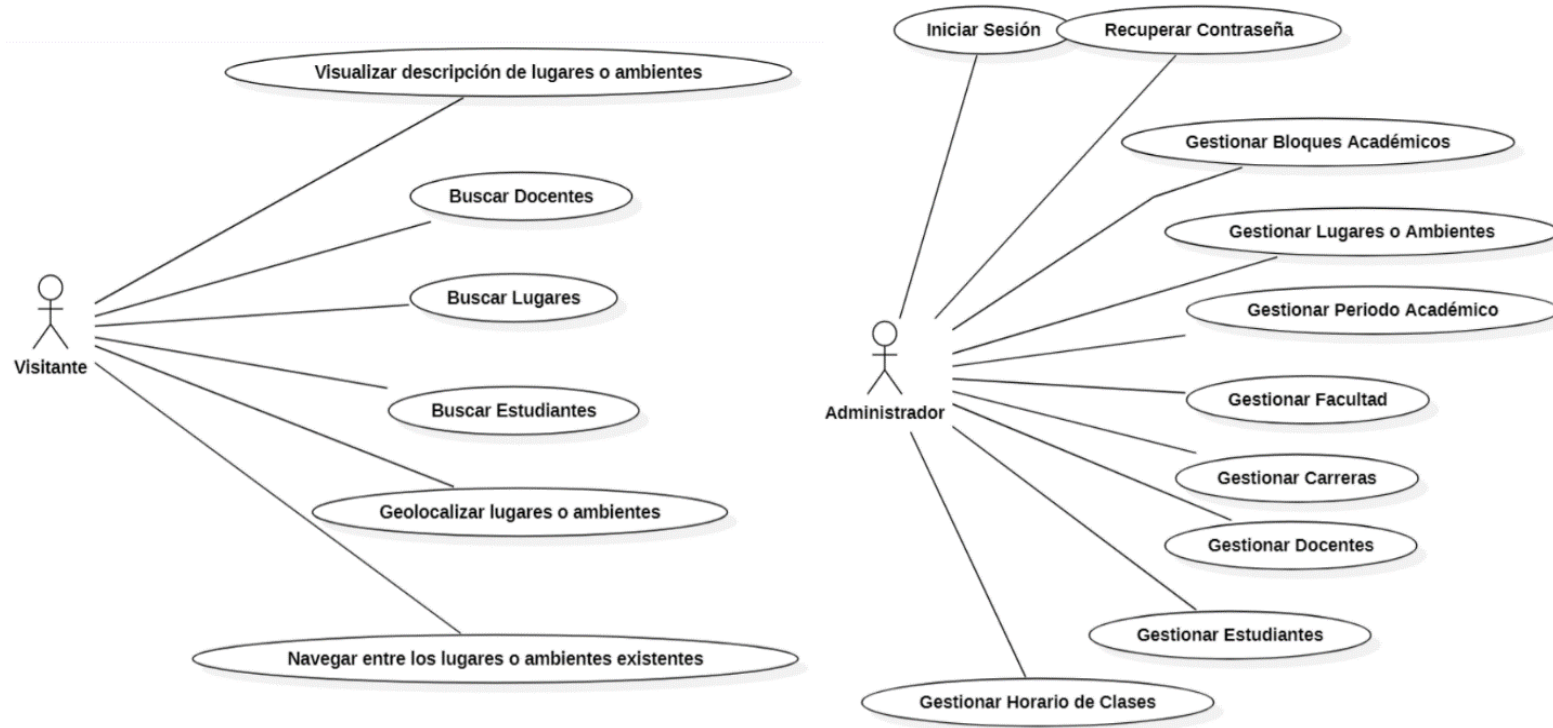 Visualizar descripción de lugares o ambientes
Buscar Docentes
Buscar Lugares
Visitante
Buscar Estudiantes
Geolocalizar lugares o ambientes
Navegar entre los lugares o ambientes existentes
Iniciar Sesión
Recuperar Contraseña
Gestionar Bloques Académicos
Gestionar Lugares o Ambientes
Gestionar Periodo Académico
Gestionar Facultad
Administrador
Gestionar Carreras
Gestionar Docentes
Gestionar Estudiantes
Gestionar Horario de Clases